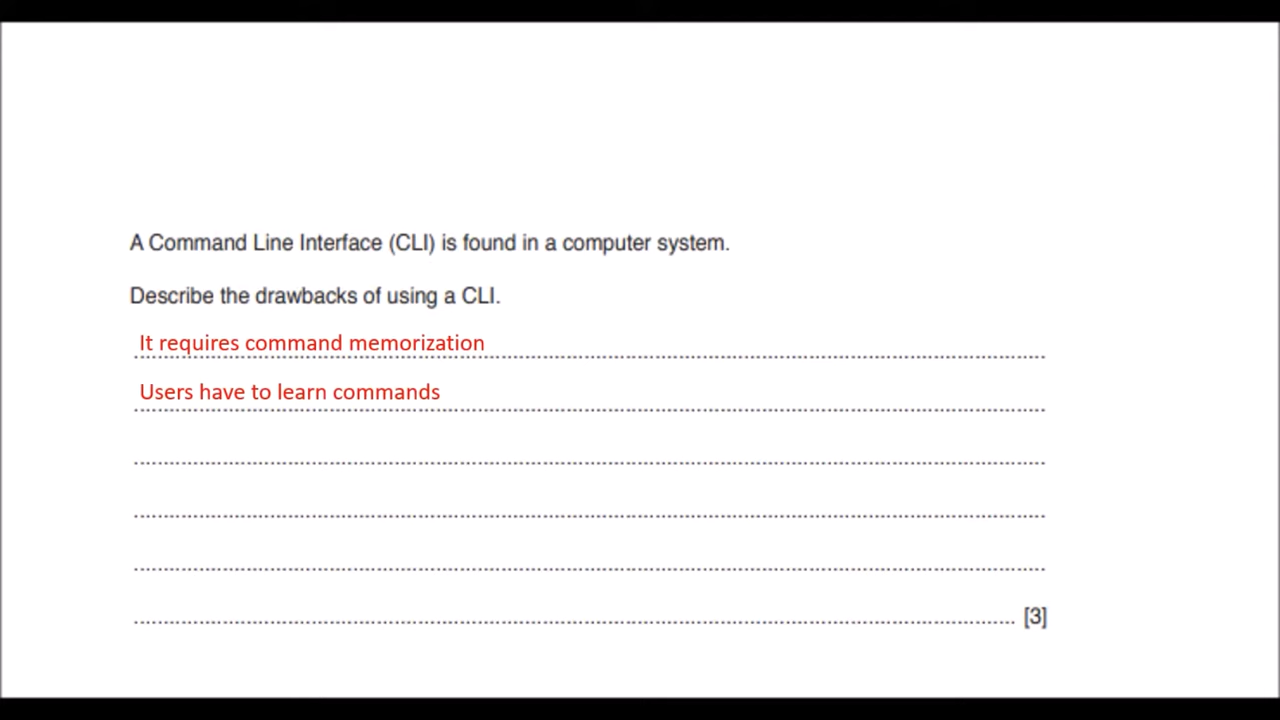 A Command Line Interface (CLI) is found in a computer system.
Describe the drawbacks of using a CLI.
It requires command memorization
Users have to learn commands
[3]